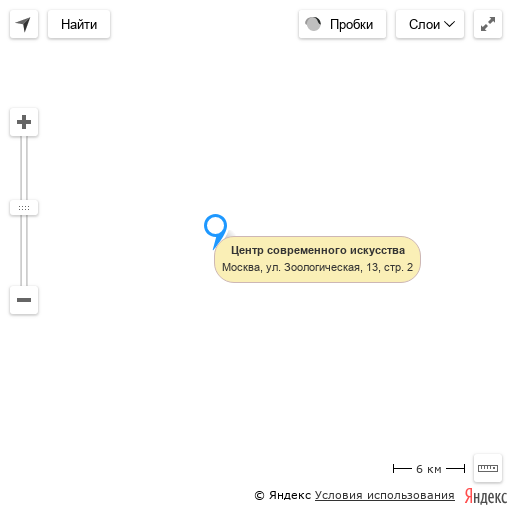 Найти
Пробки
Слои
Центр современного искусства
Москва, ул. Зоологическая, 13, стр. 2
6 км
© Яндекс Условия использования Яндекс